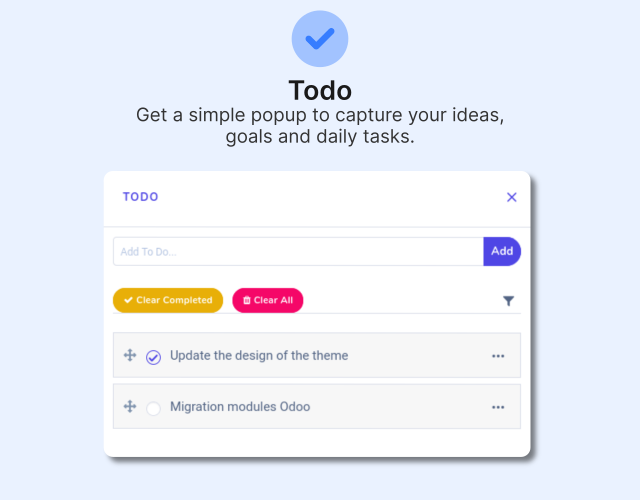 Todo
Get a simple popup to capture your ideas,
goals and daily tasks.
TODO
Add To Do...
Add
Clear Completed
Clear All
Update the design of the theme
Migration modules Odoo